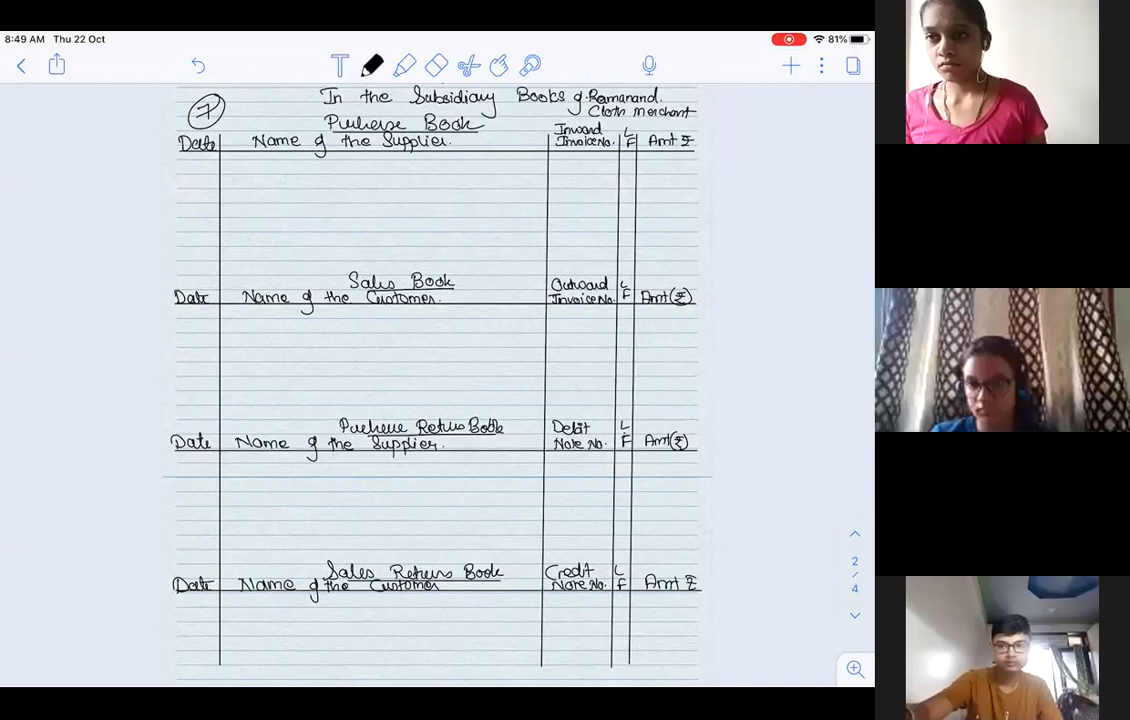 8:49 AM Thu 22 Oct
81%
T
7
In the Subsidiary Books of Ramanand
Cloth Merchant
Purchase Book
Date Name of the Supplier. Inward Invoice No. L F Amt ₹
Sales Book
Date Name of the Customer. Outward Invoice No. L F Amt (₹)
Purchase Return Book
Date Name of the Supplier. Debit Note No. L F Amt (₹)
Sales Return Book
Date Name of the Customer Credit Note No. L F Amt ₹
2
/
4